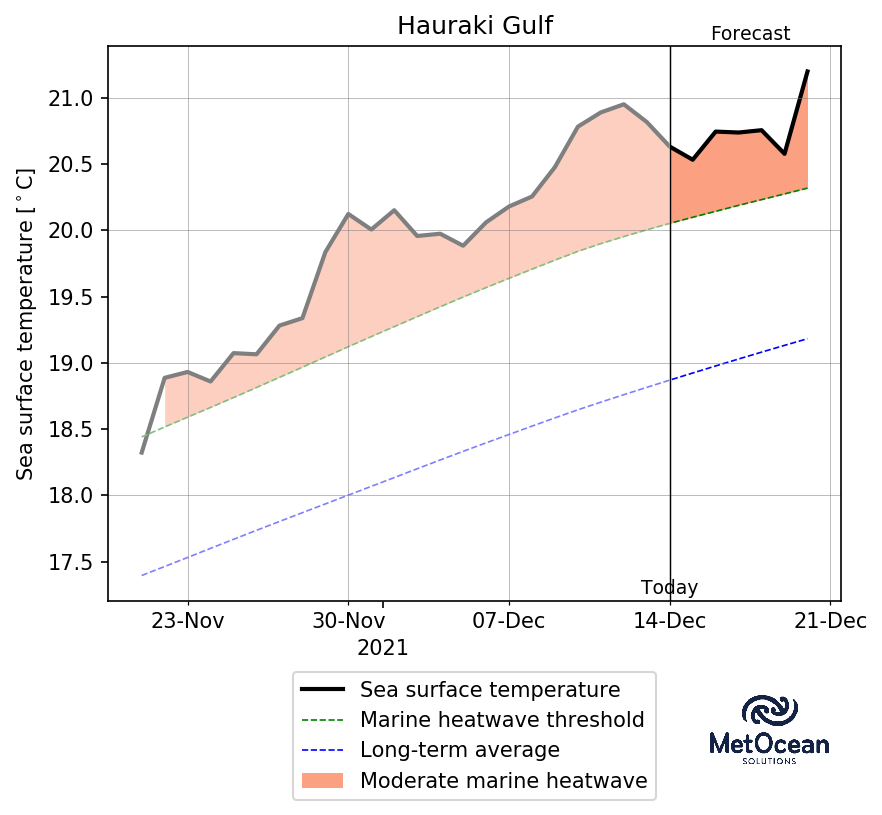 Hauraki Gulf
Forecast
21.0
20.5
20.0
19.5
19.0
18.5
18.0
17.5
Sea surface temperature [°C]
Today
23-Nov 30-Nov 07-Dec 14-Dec 21-Dec
2021
Sea surface temperature
Marine heatwave threshold
Long-term average
Moderate marine heatwave
MetOcean
SOLUTIONS